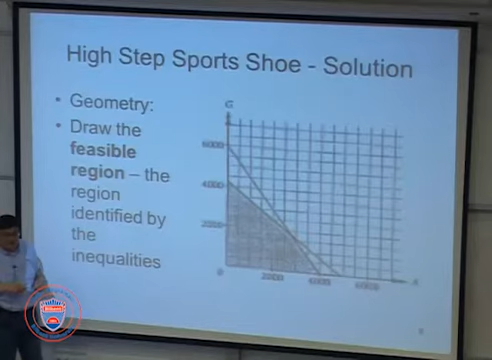 High Step Sports Shoe - Solution
• Geometry:
• Draw the
feasible
region – the
region
identified by
the
inequalities
G
6000
4000
2000
0
2000
4000
6000